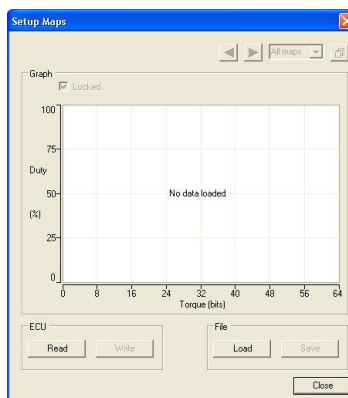 Setup Maps
All maps
Graph
Locked
100
75
Duty
50
No data loaded
(%)
25
0
0 8 16 24 32 40 48 56 64
Torque (bits)
ECU
File
Read
Write
Load
Save
Close